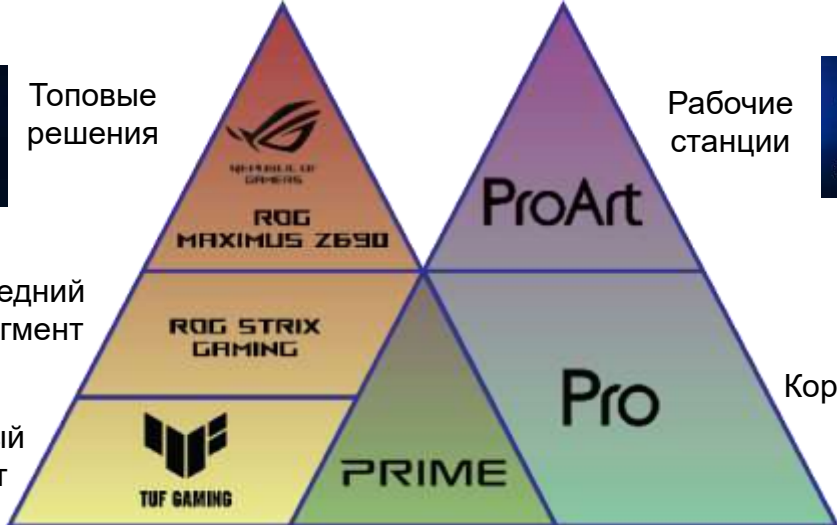 Топовые
решения
REPUBLIC OF
GAMERS
ROG
MAXIMUS Z690
ProArt
Рабочие
станции
едний
гмент
ROG STRIX
GAMING
Pro
Кор
ый
т
TUF GAMING
PRIME